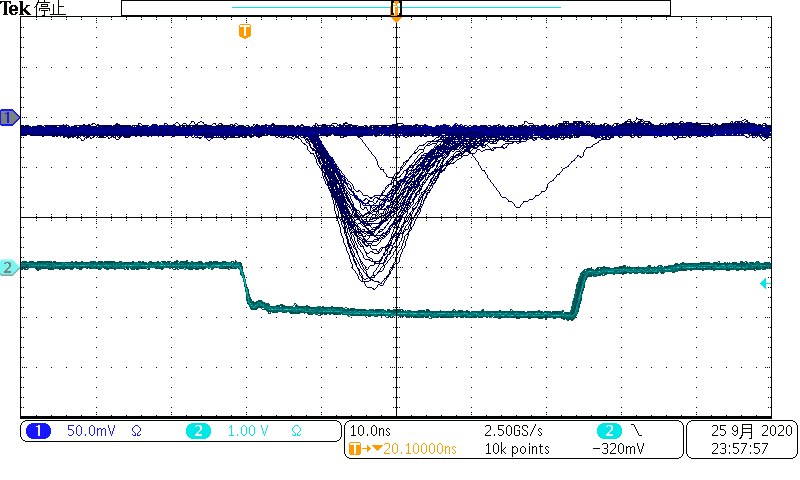 Tek 停止
T
1
2
1 50.0mV Ω 2 1.00 V Ω
10.0ns 2.50GS/s 2 \
T→▼20.10000ns 10k points −320mV
25 9月 2020
23:57:57